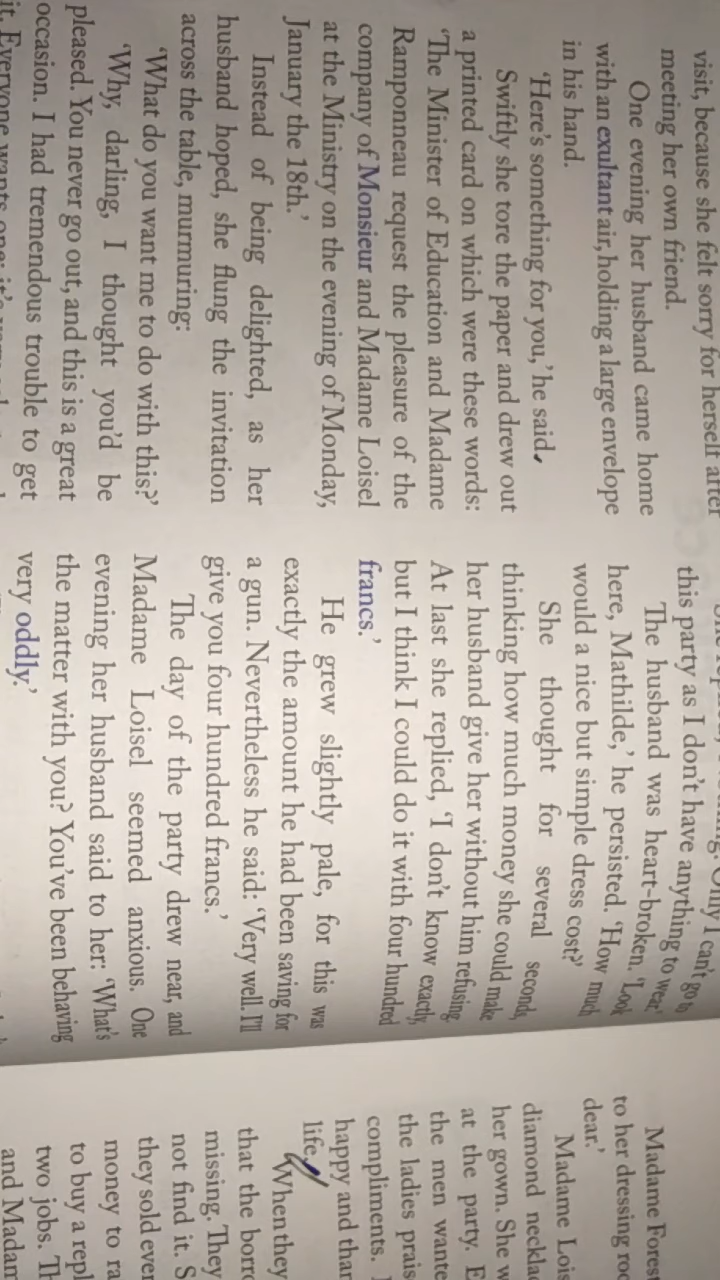 visit, because she felt sorry for herself after
meeting her own friend.
One evening her husband came home
with an exultant air, holding a large envelope
in his hand.
‘Here’s something for you,’ he said.
Swiftly she tore the paper and drew out
a printed card on which were these words:
‘The Minister of Education and Madame
Ramponneau request the pleasure of the
company of Monsieur and Madame Loisel
at the Ministry on the evening of Monday,
January the 18th.’
Instead of being delighted, as her
husband hoped, she flung the invitation
across the table, murmuring:
‘What do you want me to do with this?’
‘Why, darling, I thought you’d be
pleased. You never go out, and this is a great
occasion. I had tremendous trouble to get
it. Everyone wants one; it’s
Only I can’t go to
this party as I don’t have anything to wear.’
The husband was heart-broken. ‘Look
here, Mathilde,’ he persisted. ‘How much
would a nice but simple dress cost?’
She thought for several seconds,
thinking how much money she could make
her husband give her without him refusing.
At last she replied, ‘I don’t know exactly,
but I think I could do it with four hundred
francs.’
He grew slightly pale, for this was
exactly the amount he had been saving for
a gun. Nevertheless he said: ‘Very well. I’ll
give you four hundred francs.’
The day of the party drew near, and
Madame Loisel seemed anxious. One
evening her husband said to her: ‘What’s
the matter with you? You’ve been behaving
very oddly.’
Madame Fores
to her dressing roo
dear.’
Madame Lois
diamond necklac
her gown. She w
at the party. E
the men wante
the ladies prais
compliments.
happy and than
life.
When they
that the borro
missing. They
not find it. S
they sold ever
money to ra
to buy a repl
two jobs. Th
and Madam